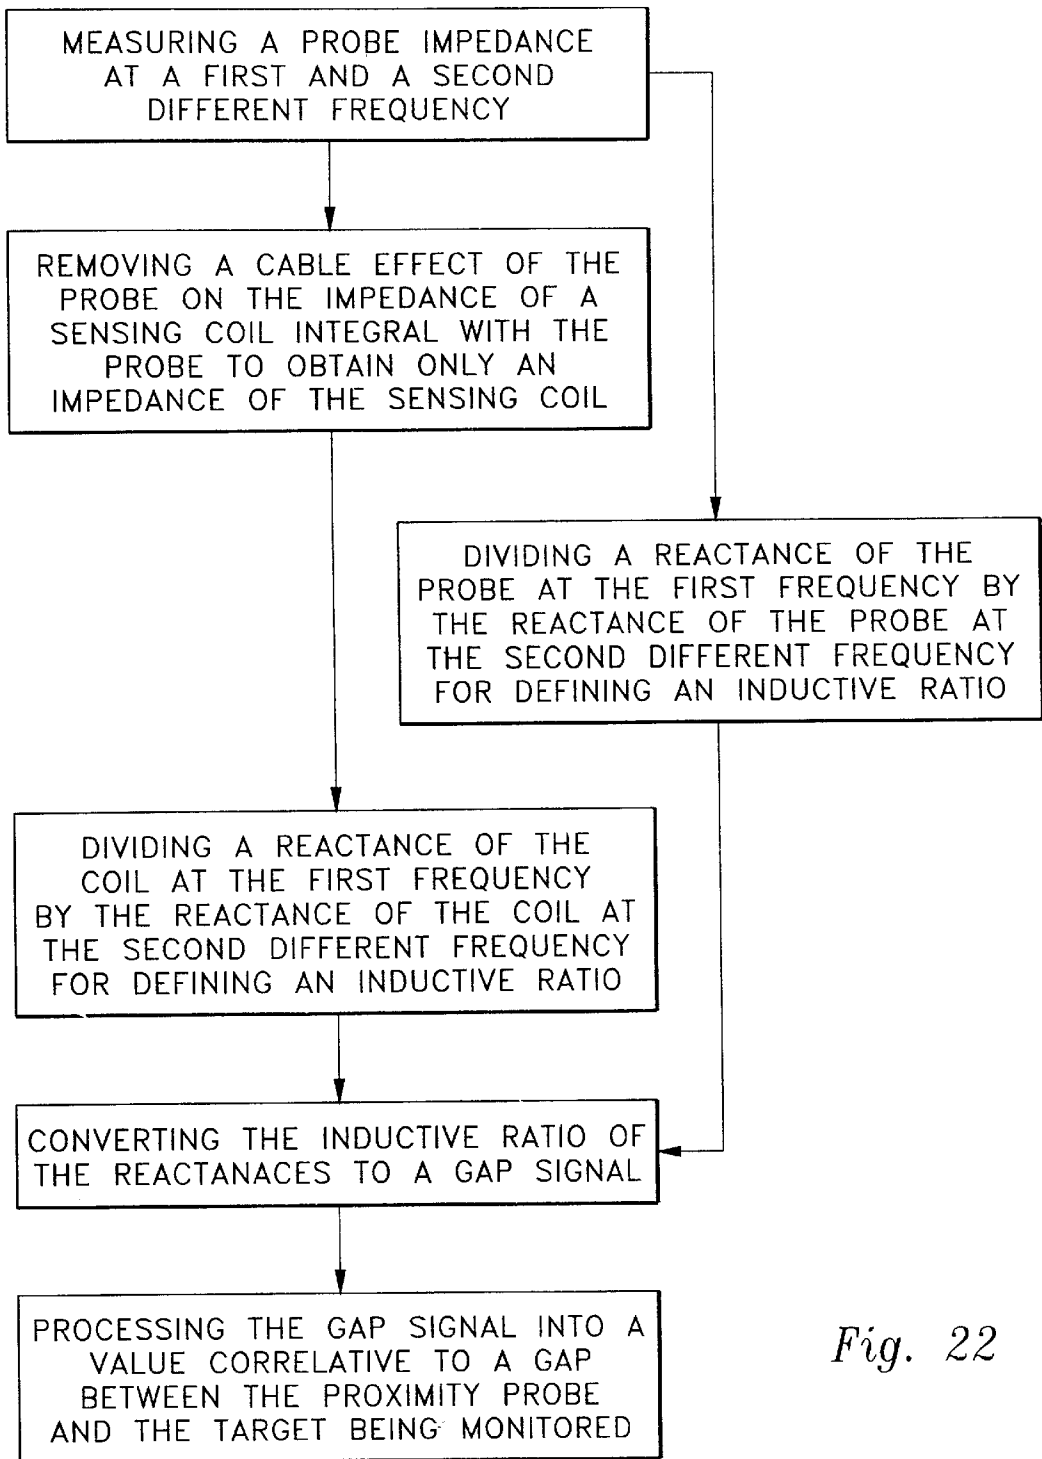 MEASURING A PROBE IMPEDANCE
AT A FIRST AND A SECOND
DIFFERENT FREQUENCY
REMOVING A CABLE EFFECT OF THE
PROBE ON THE IMPEDANCE OF A
SENSING COIL INTEGRAL WITH THE
PROBE TO OBTAIN ONLY AN
IMPEDANCE OF THE SENSING COIL
DIVIDING A REACTANCE OF THE
PROBE AT THE FIRST FREQUENCY BY
THE REACTANCE OF THE PROBE AT
THE SECOND DIFFERENT FREQUENCY
FOR DEFINING AN INDUCTIVE RATIO
DIVIDING A REACTANCE OF THE
COIL AT THE FIRST FREQUENCY
BY THE REACTANCE OF THE COIL AT
THE SECOND DIFFERENT FREQUENCY
FOR DEFINING AN INDUCTIVE RATIO
CONVERTING THE INDUCTIVE RATIO OF
THE REACTANACES TO A GAP SIGNAL
PROCESSING THE GAP SIGNAL INTO A
VALUE CORRELATIVE TO A GAP
BETWEEN THE PROXIMITY PROBE
AND THE TARGET BEING MONITORED
Fig. 22